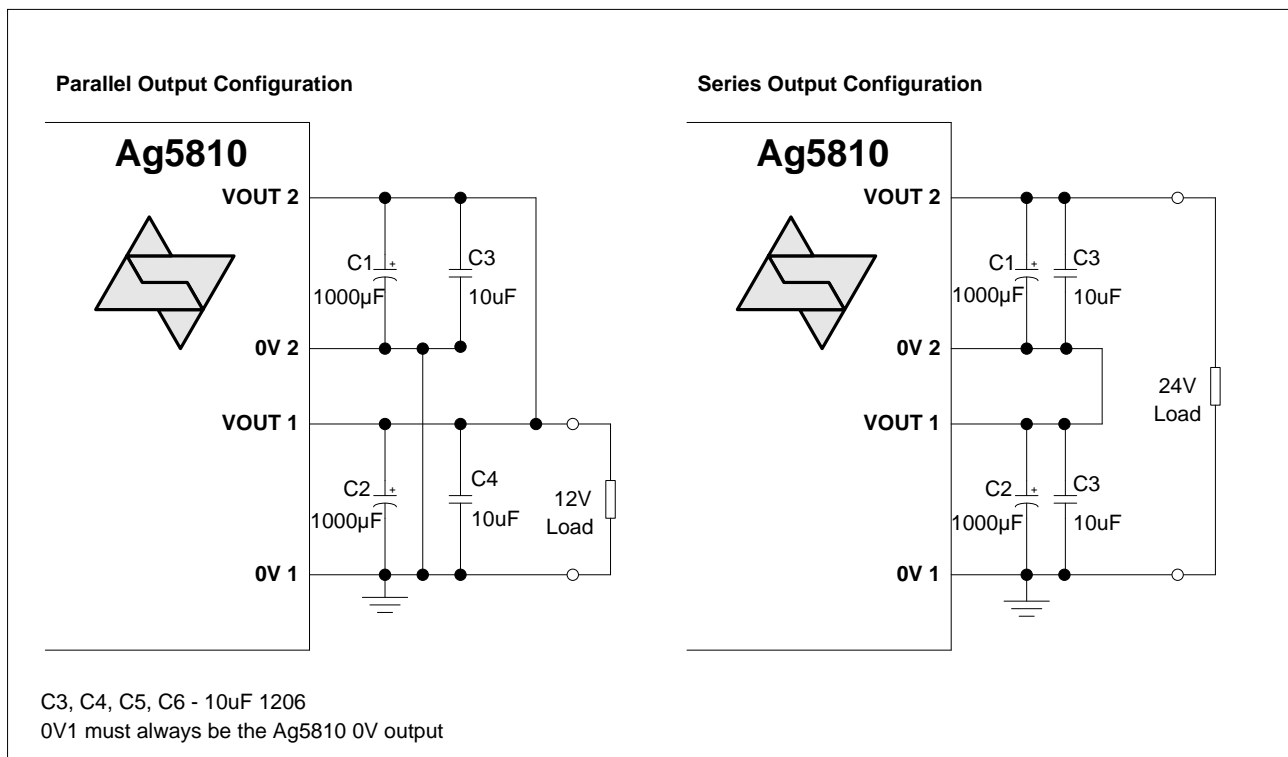 Parallel Output Configuration
Ag5810
VOUT 2
C1
+
1000µF
C3
10uF
0V 2
VOUT 1
C2
+
1000µF
C4
10uF
12V
Load
0V 1
Series Output Configuration
Ag5810
VOUT 2
C1
+
1000µF
C3
10uF
0V 2
24V
Load
VOUT 1
C2
+
1000µF
C3
10uF
0V 1
C3, C4, C5, C6 - 10uF 1206
0V1 must always be the Ag5810 0V output